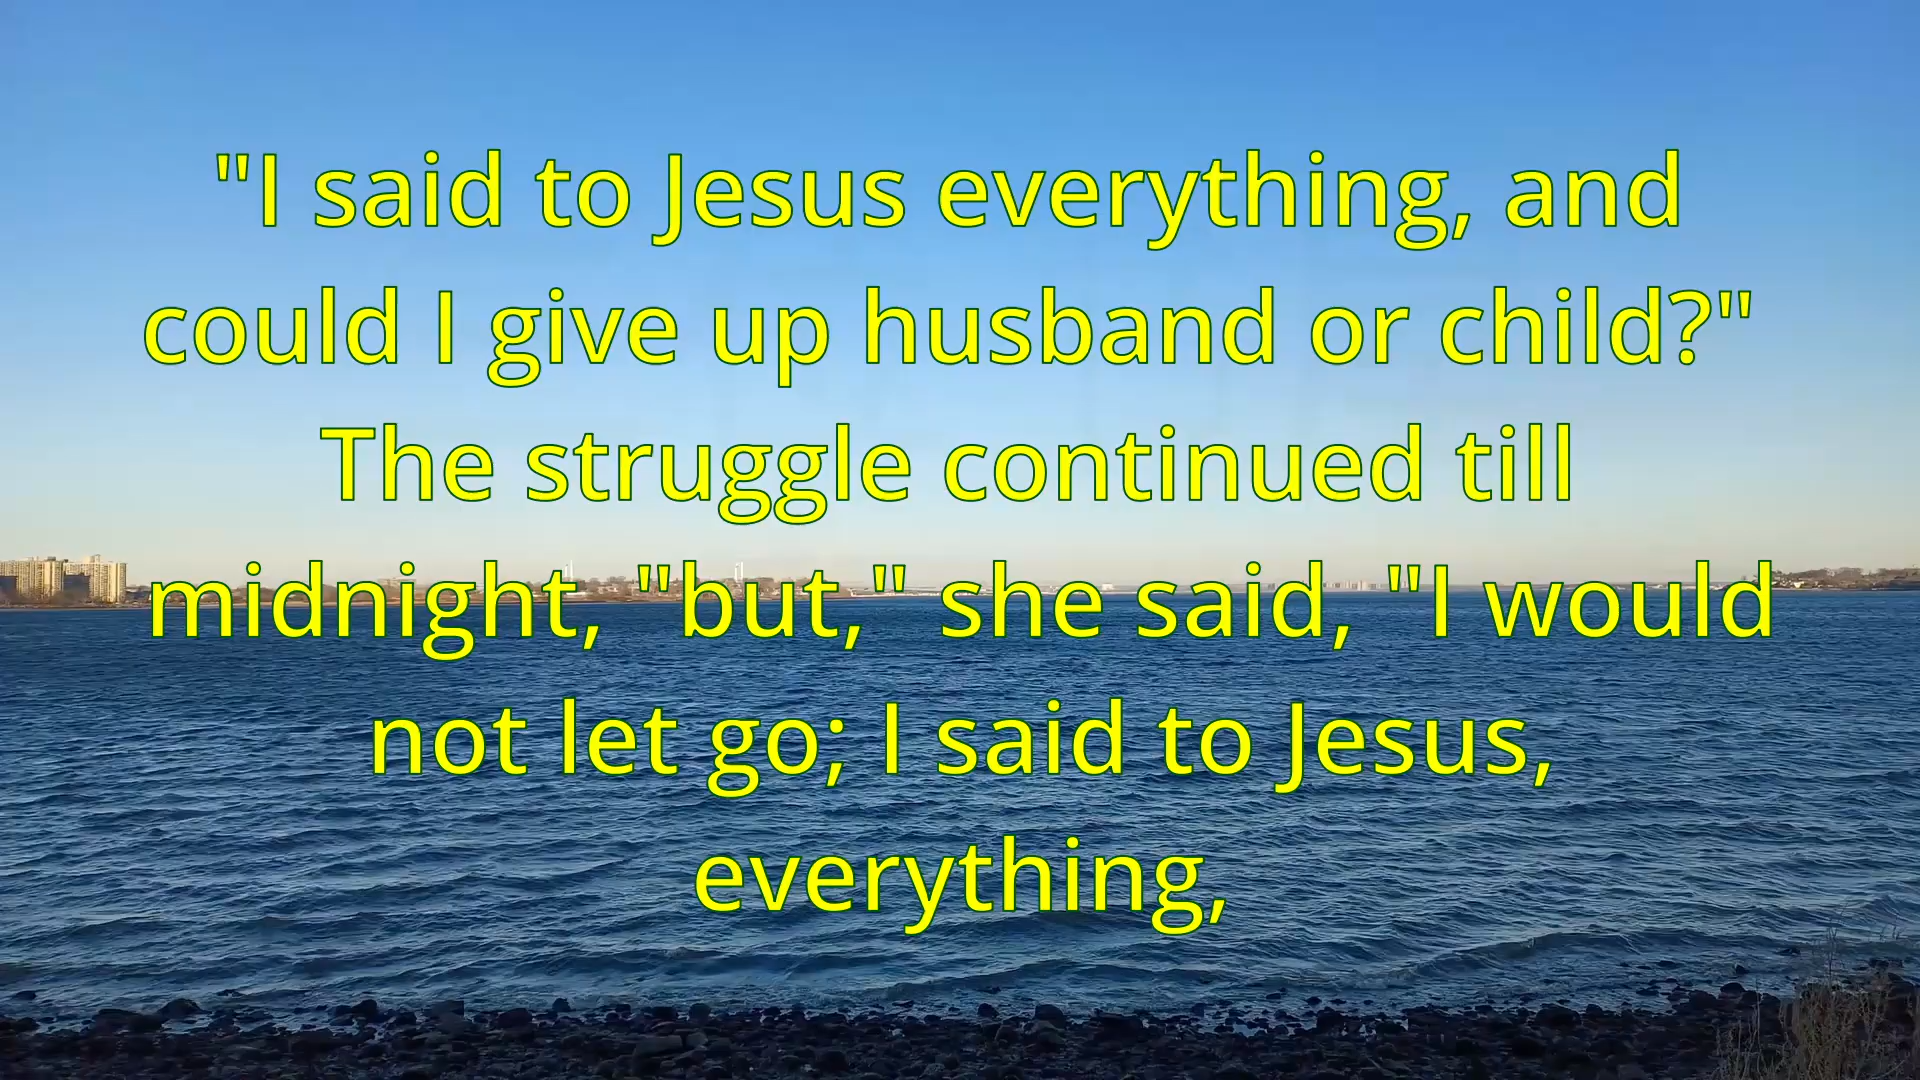 "I said to Jesus everything, and
could I give up husband or child?"
The struggle continued till
midnight, "but," she said, "I would
not let go; I said to Jesus,
everything,